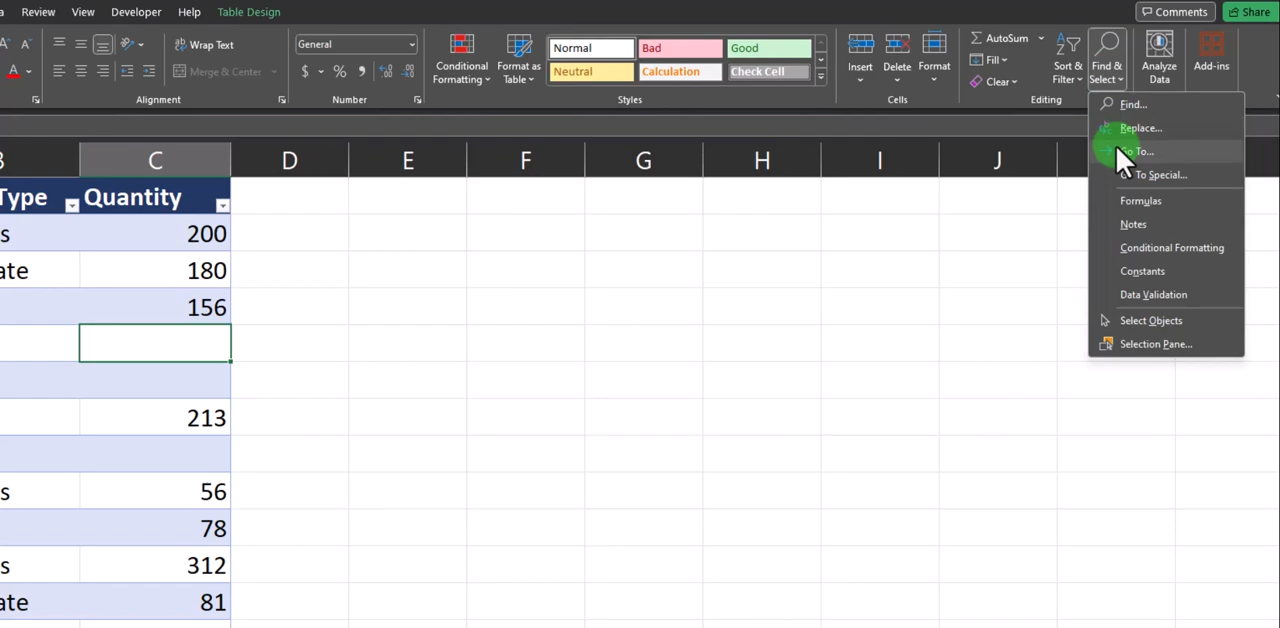 Review View Developer Help Table Design Comments Share
Wrap Text General Conditional Formatting Format as Table Normal Bad Good Insert Delete Format AutoSum Sort & Filter Find & Select Analyze Data Add-ins
Merge & Center $ % Neutral Calculation Check Cell Fill Clear
Alignment Number Styles Cells Editing
Find...
Replace...
Go To...
To Special...
Formulas
Notes
Conditional Formatting
Constants
Data Validation
Select Objects
Selection Pane...
C D E F G H I J
Type Quantity
s 200
ate 180
156
213
s 56
78
s 312
ate 81